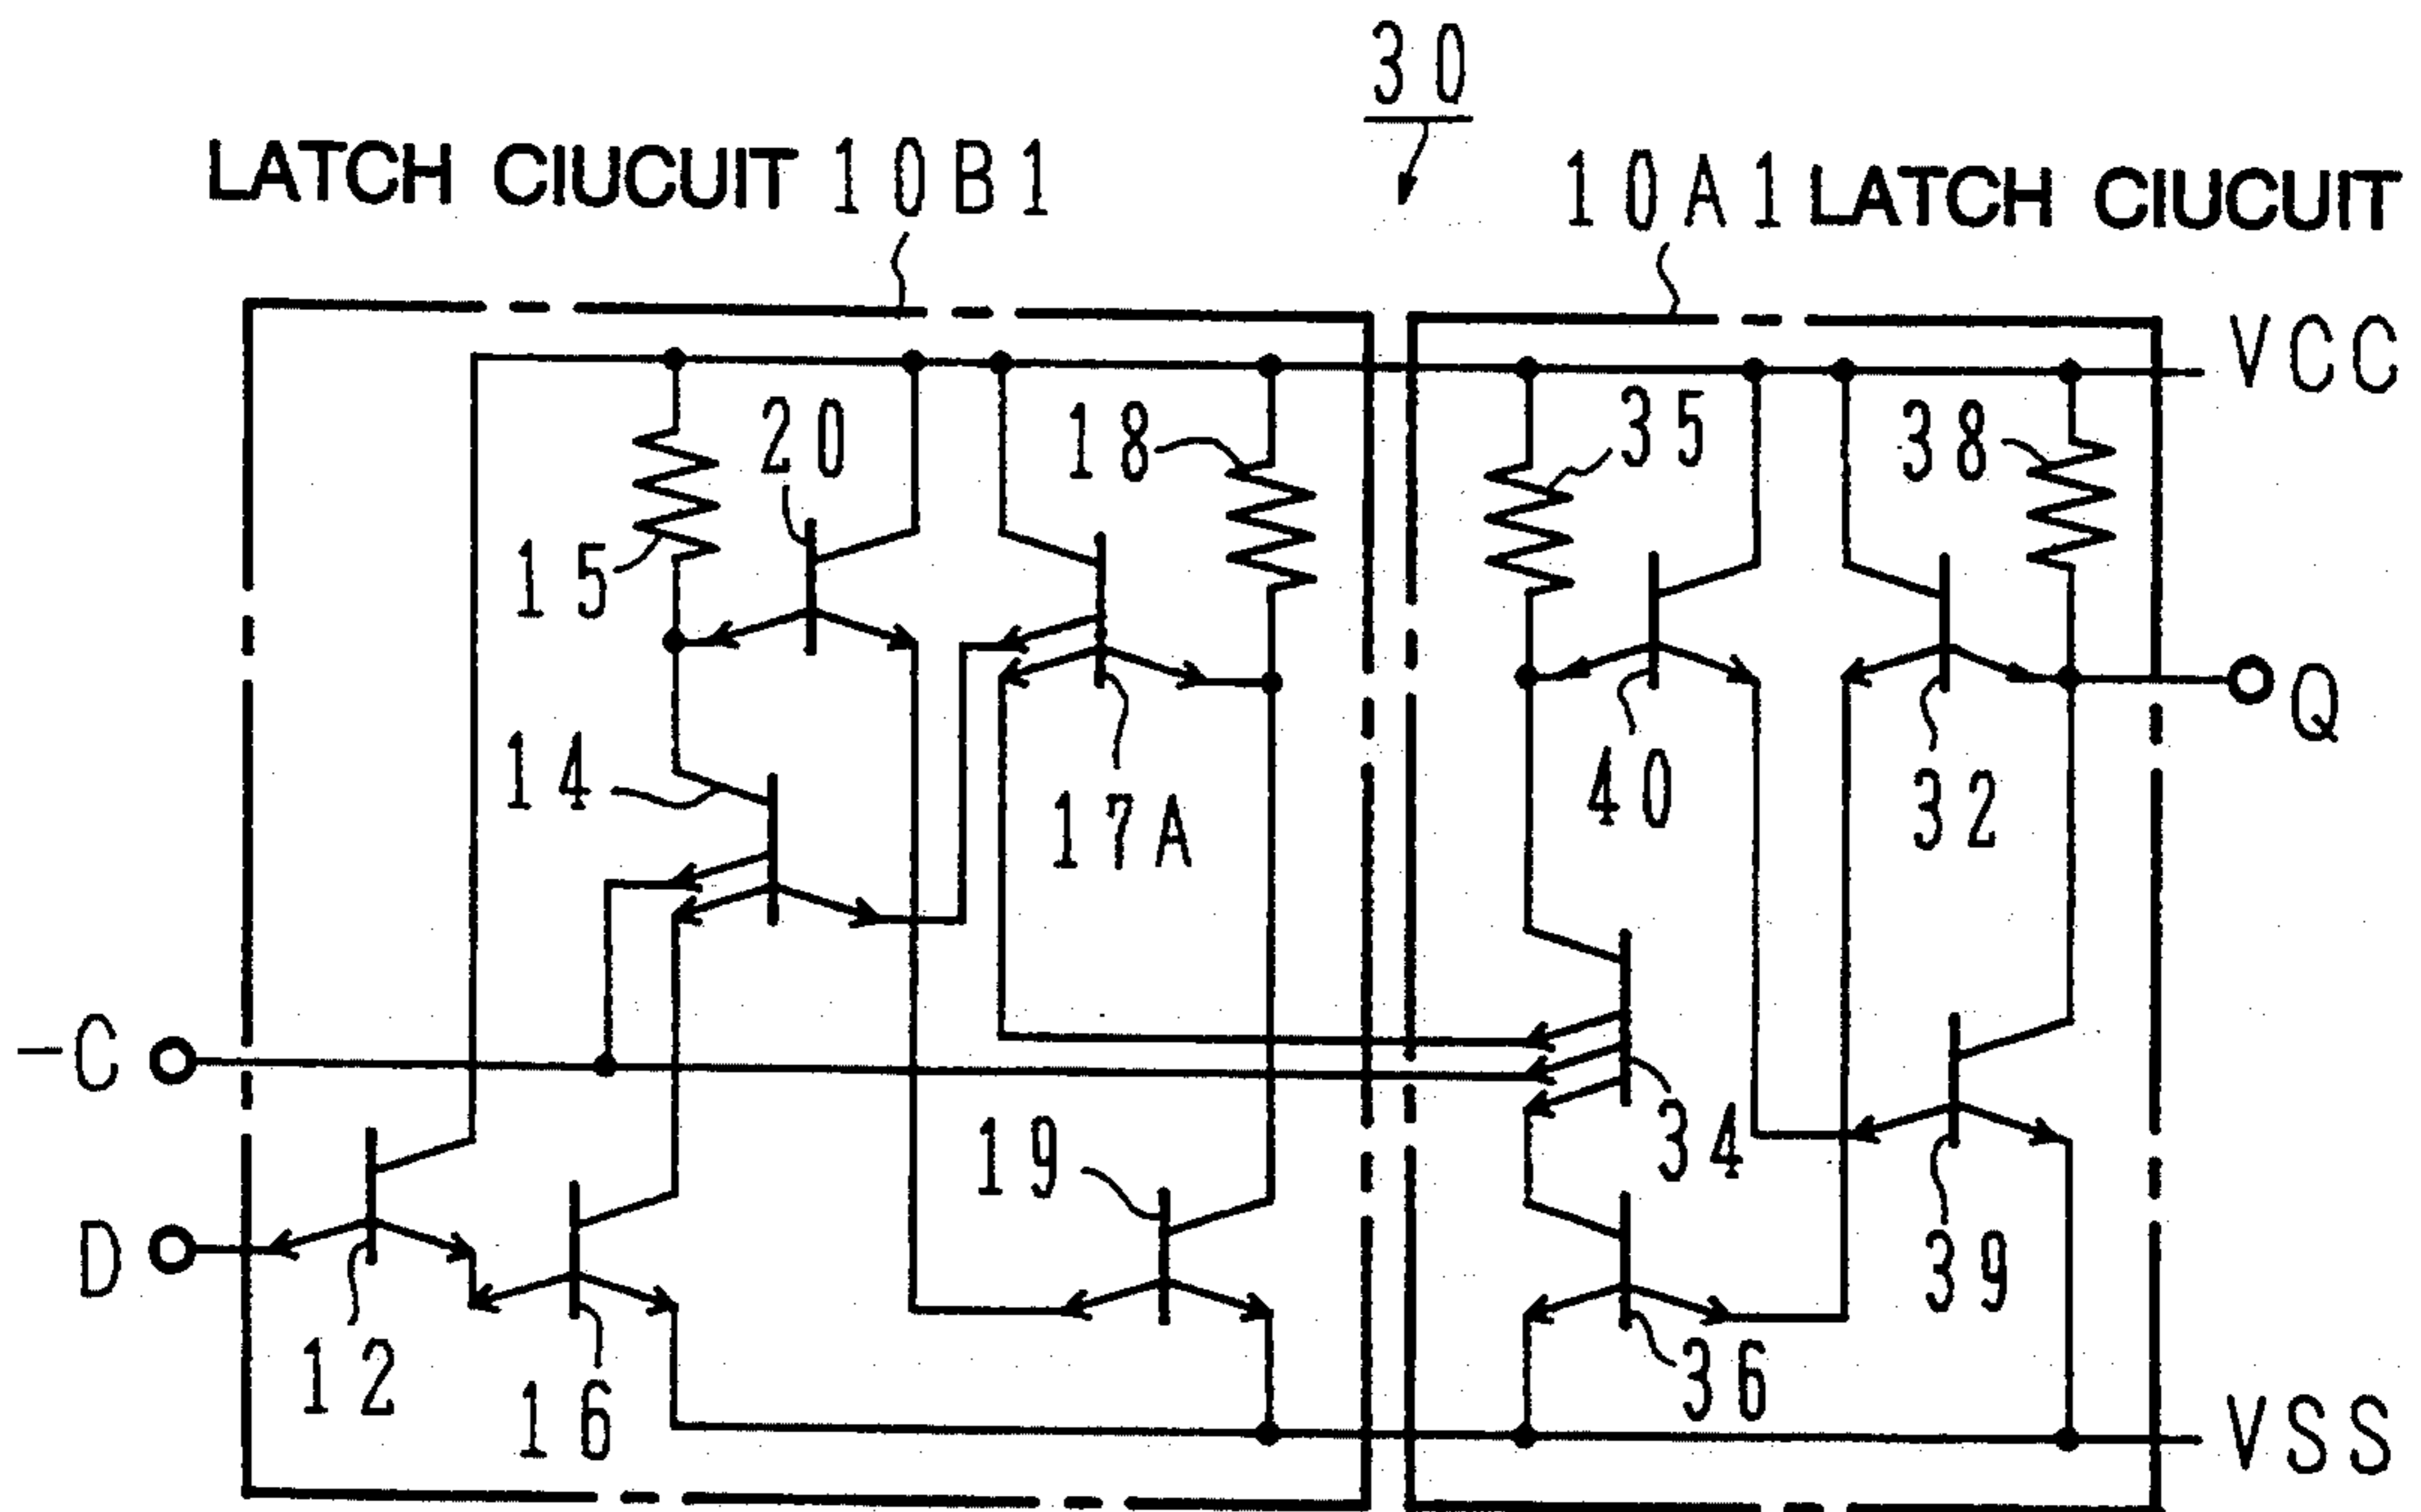 30
LATCH CIUCUIT 10B1
10A1 LATCH CIUCUIT
VCC
20
18
35
38
15
14
17A
40
32
Q
-C
19
34
D
12
16
36
39
VSS